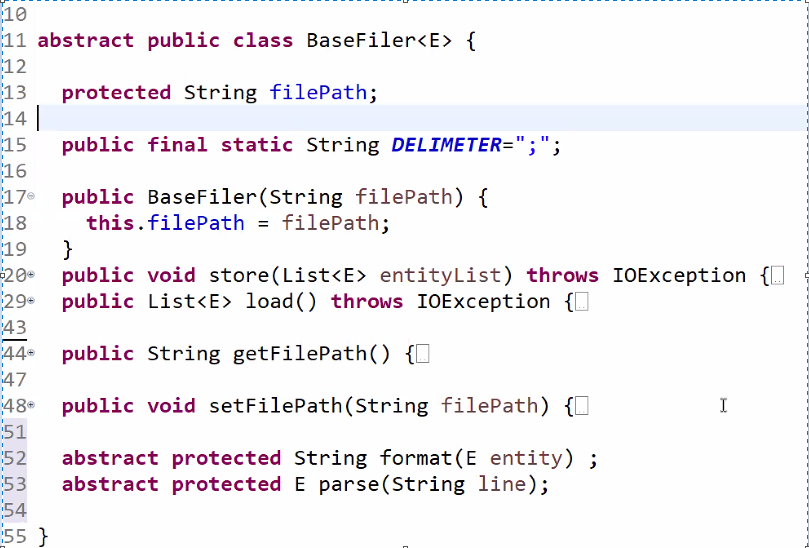 10
11 abstract public class BaseFiler<E> {
12
13 protected String filePath;
14
15 public final static String DELIMETER=";";
16
17 public BaseFiler(String filePath) {
18 this.filePath = filePath;
19 }
20 public void store(List<E> entityList) throws IOException {
29 public List<E> load() throws IOException {
43
44 public String getFilePath() {
47
48 public void setFilePath(String filePath) {
51
52 abstract protected String format(E entity) ;
53 abstract protected E parse(String line);
54
55 }